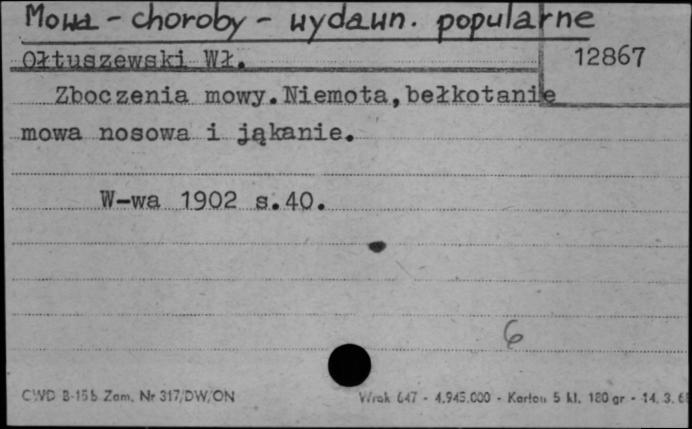 Mowa - choroby - wydawn. popularne
Ołtuszewski Wł.
12867
Zboczenia mowy. Niemota, bełkotanie
mowa nosowa i jąkanie.
W-wa 1902 s. 40.
6
CWD B-15b Zam. Nr 317/DW/ON
647 - 4.945.000 - Karton 5 kl. 180 gr - 14. 3. 6